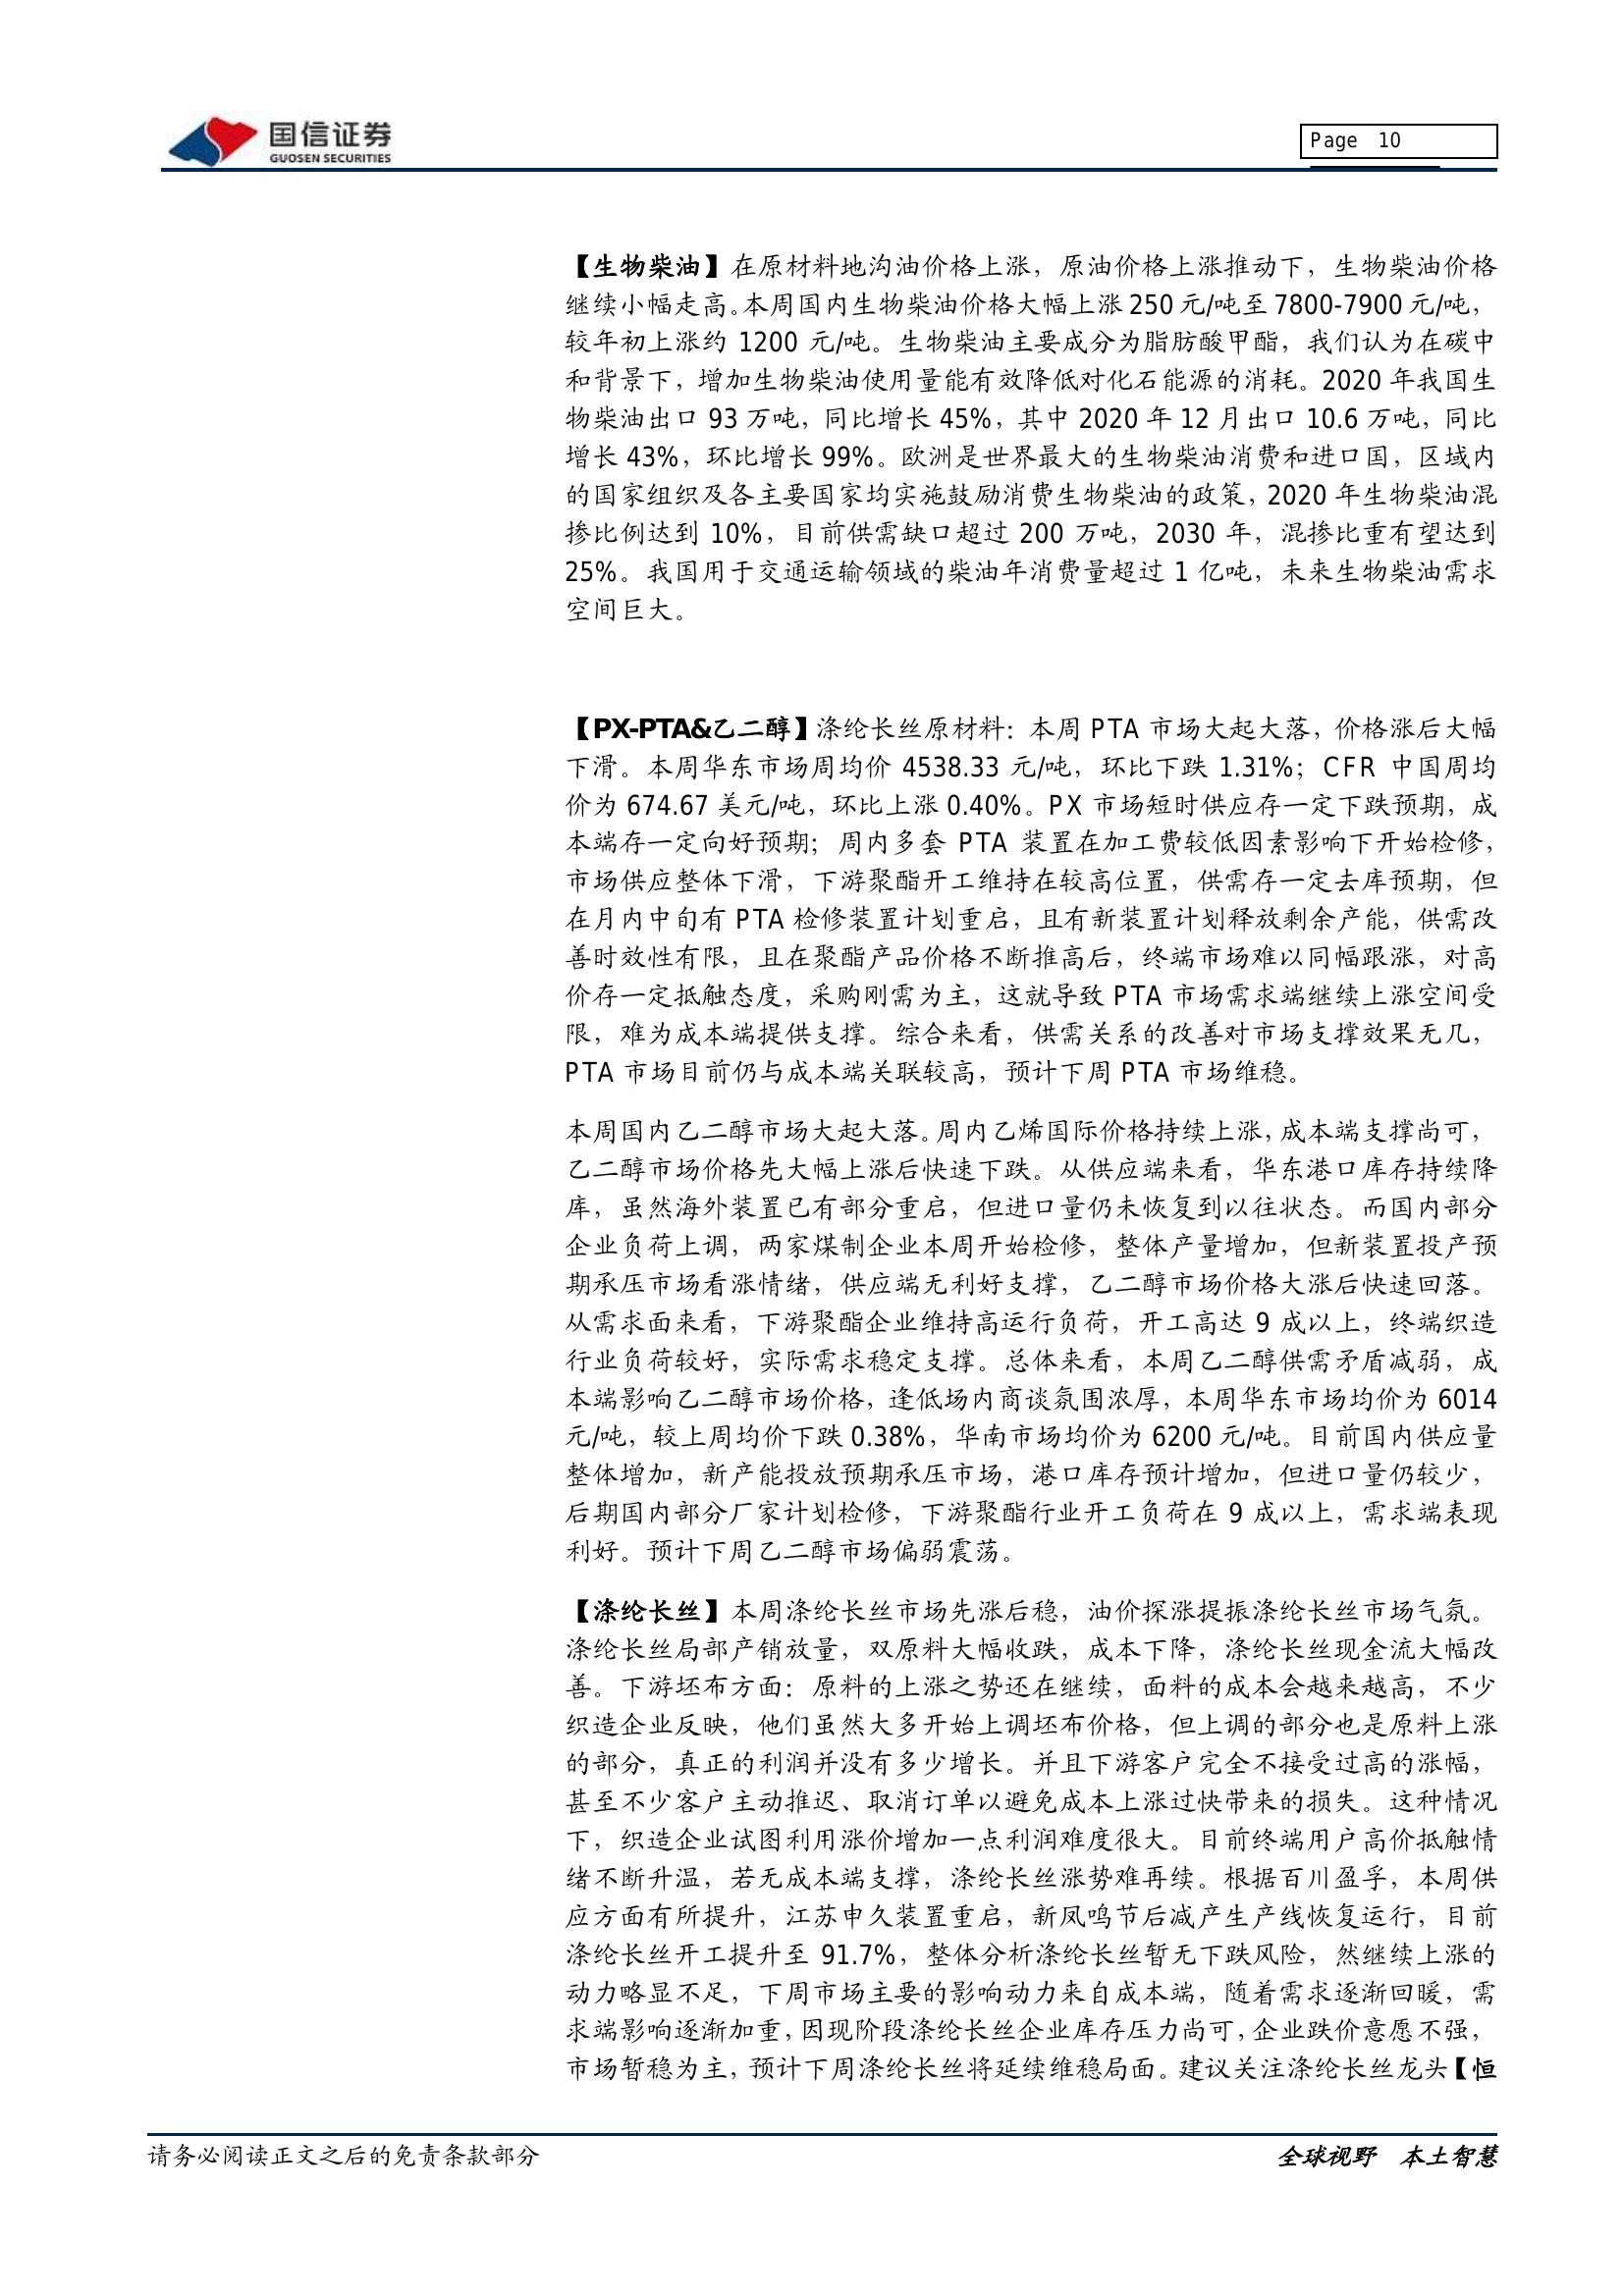 国信证券
GUOSEN SECURITIES
Page 10
【生物柴油】在原材料地沟油价格上涨，原油价格上涨推动下，生物柴油价格
继续小幅走高。本周国内生物柴油价格大幅上涨 250 元/吨至 7800-7900 元/吨，
较年初上涨约 1200 元/吨。生物柴油主要成分为脂肪酸甲酯，我们认为在碳中
和背景下，增加生物柴油使用量能有效降低对化石能源的消耗。2020 年我国生
物柴油出口 93 万吨，同比增长 45%，其中 2020 年 12 月出口 10.6 万吨，同比
增长 43%，环比增长 99%。欧洲是世界最大的生物柴油消费和进口国，区域内
的国家组织及各主要国家均实施鼓励消费生物柴油的政策，2020 年生物柴油混
掺比例达到 10%，目前供需缺口超过 200 万吨，2030 年，混掺比重有望达到
25%。我国用于交通运输领域的柴油年消费量超过 1 亿吨，未来生物柴油需求
空间巨大。
【PX-PTA&乙二醇】涤纶长丝原材料：本周 PTA 市场大起大落，价格涨后大幅
下滑。本周华东市场周均价 4538.33 元/吨，环比下跌 1.31%；CFR 中国周均
价为 674.67 美元/吨，环比上涨 0.40%。PX 市场短时供应存一定下跌预期，成
本端存一定向好预期；周内多套 PTA 装置在加工费较低因素影响下开始检修，
市场供应整体下滑，下游聚酯开工维持在较高位置，供需存一定去库预期，但
在月内中旬有 PTA 检修装置计划重启，且有新装置计划释放剩余产能，供需改
善时效性有限，且在聚酯产品价格不断推高后，终端市场难以同幅跟涨，对高
价存一定抵触态度，采购刚需为主，这就导致 PTA 市场需求端继续上涨空间受
限，难为成本端提供支撑。综合来看，供需关系的改善对市场支撑效果无几，
PTA 市场目前仍与成本端关联较高，预计下周 PTA 市场维稳。
本周国内乙二醇市场大起大落。周内乙烯国际价格持续上涨，成本端支撑尚可，
乙二醇市场价格先大幅上涨后快速下跌。从供应端来看，华东港口库存持续降
库，虽然海外装置已有部分重启，但进口量仍未恢复到以往状态。而国内部分
企业负荷上调，两家煤制企业本周开始检修，整体产量增加，但新装置投产预
期承压市场看涨情绪，供应端无利好支撑，乙二醇市场价格大涨后快速回落。
从需求面来看，下游聚酯企业维持高运行负荷，开工高达 9 成以上，终端织造
行业负荷较好，实际需求稳定支撑。总体来看，本周乙二醇供需矛盾减弱，成
本端影响乙二醇市场价格，逢低场内商谈氛围浓厚，本周华东市场均价为 6014
元/吨，较上周均价下跌 0.38%，华南市场均价为 6200 元/吨。目前国内供应量
整体增加，新产能投放预期承压市场，港口库存预计增加，但进口量仍较少，
后期国内部分厂家计划检修，下游聚酯行业开工负荷在 9 成以上，需求端表现
利好。预计下周乙二醇市场偏弱震荡。
【涤纶长丝】本周涤纶长丝市场先涨后稳，油价探涨提振涤纶长丝市场气氛。
涤纶长丝局部产销放量，双原料大幅收跌，成本下降，涤纶长丝现金流大幅改
善。下游坯布方面：原料的上涨之势还在继续，面料的成本会越来越高，不少
织造企业反映，他们虽然大多开始上调坯布价格，但上调的部分也是原料上涨
的部分，真正的利润并没有多少增长。并且下游客户完全不接受过高的涨幅，
甚至不少客户主动推迟、取消订单以避免成本上涨过快带来的损失。这种情况
下，织造企业试图利用涨价增加一点利润难度很大。目前终端用户高价抵触情
绪不断升温，若无成本端支撑，涤纶长丝涨势难再续。根据百川盈孚，本周供
应方面有所提升，江苏申久装置重启，新凤鸣节后减产生产线恢复运行，目前
涤纶长丝开工提升至 91.7%，整体分析涤纶长丝暂无下跌风险，然继续上涨的
动力略显不足，下周市场主要的影响动力来自成本端，随着需求逐渐回暖，需
求端影响逐渐加重，因现阶段涤纶长丝企业库存压力尚可，企业跌价意愿不强，
市场暂稳为主，预计下周涤纶长丝将延续维稳局面。建议关注涤纶长丝龙头【恒
请务必阅读正文之后的免责条款部分
全球视野 本土智慧